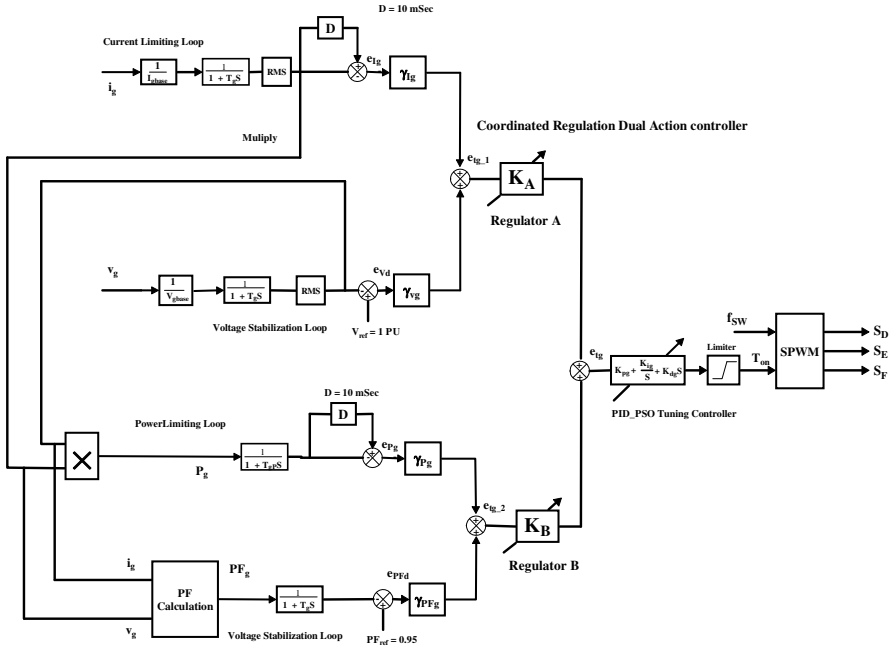 D = 10 mSec
D
Current Limiting Loop
e_Ig
1
I_gbase
1
1 + T_gS
RMS
+
-
γ_Ig
i_g
Muliply
Coordinated Regulation Dual Action controller
e_tg_1
+
+
K_A
Regulator A
v_g
1
V_gbase
1
1 + T_gS
RMS
e_Vd
-
+
γ_vg
Voltage Stabilization Loop
V_ref = 1 PU
f_SW
e_tg
+
+
K_pg + K_ig
S
+ K_dgS
Limiter
T_on
SPWM
S_D
S_E
S_F
PID_PSO Tuning Controller
D = 10 mSec
D
PowerLimiting Loop
×
P_g
1
1 + T_gPS
e_Pg
+
-
γ_Pg
e_tg_2
+
+
K_B
Regulator B
i_g
PF
Calculation
PF_g
v_g
1
1 + T_gS
e_PFd
-
+
γ_PFg
Voltage Stabilization Loop
PF_ref = 0.95